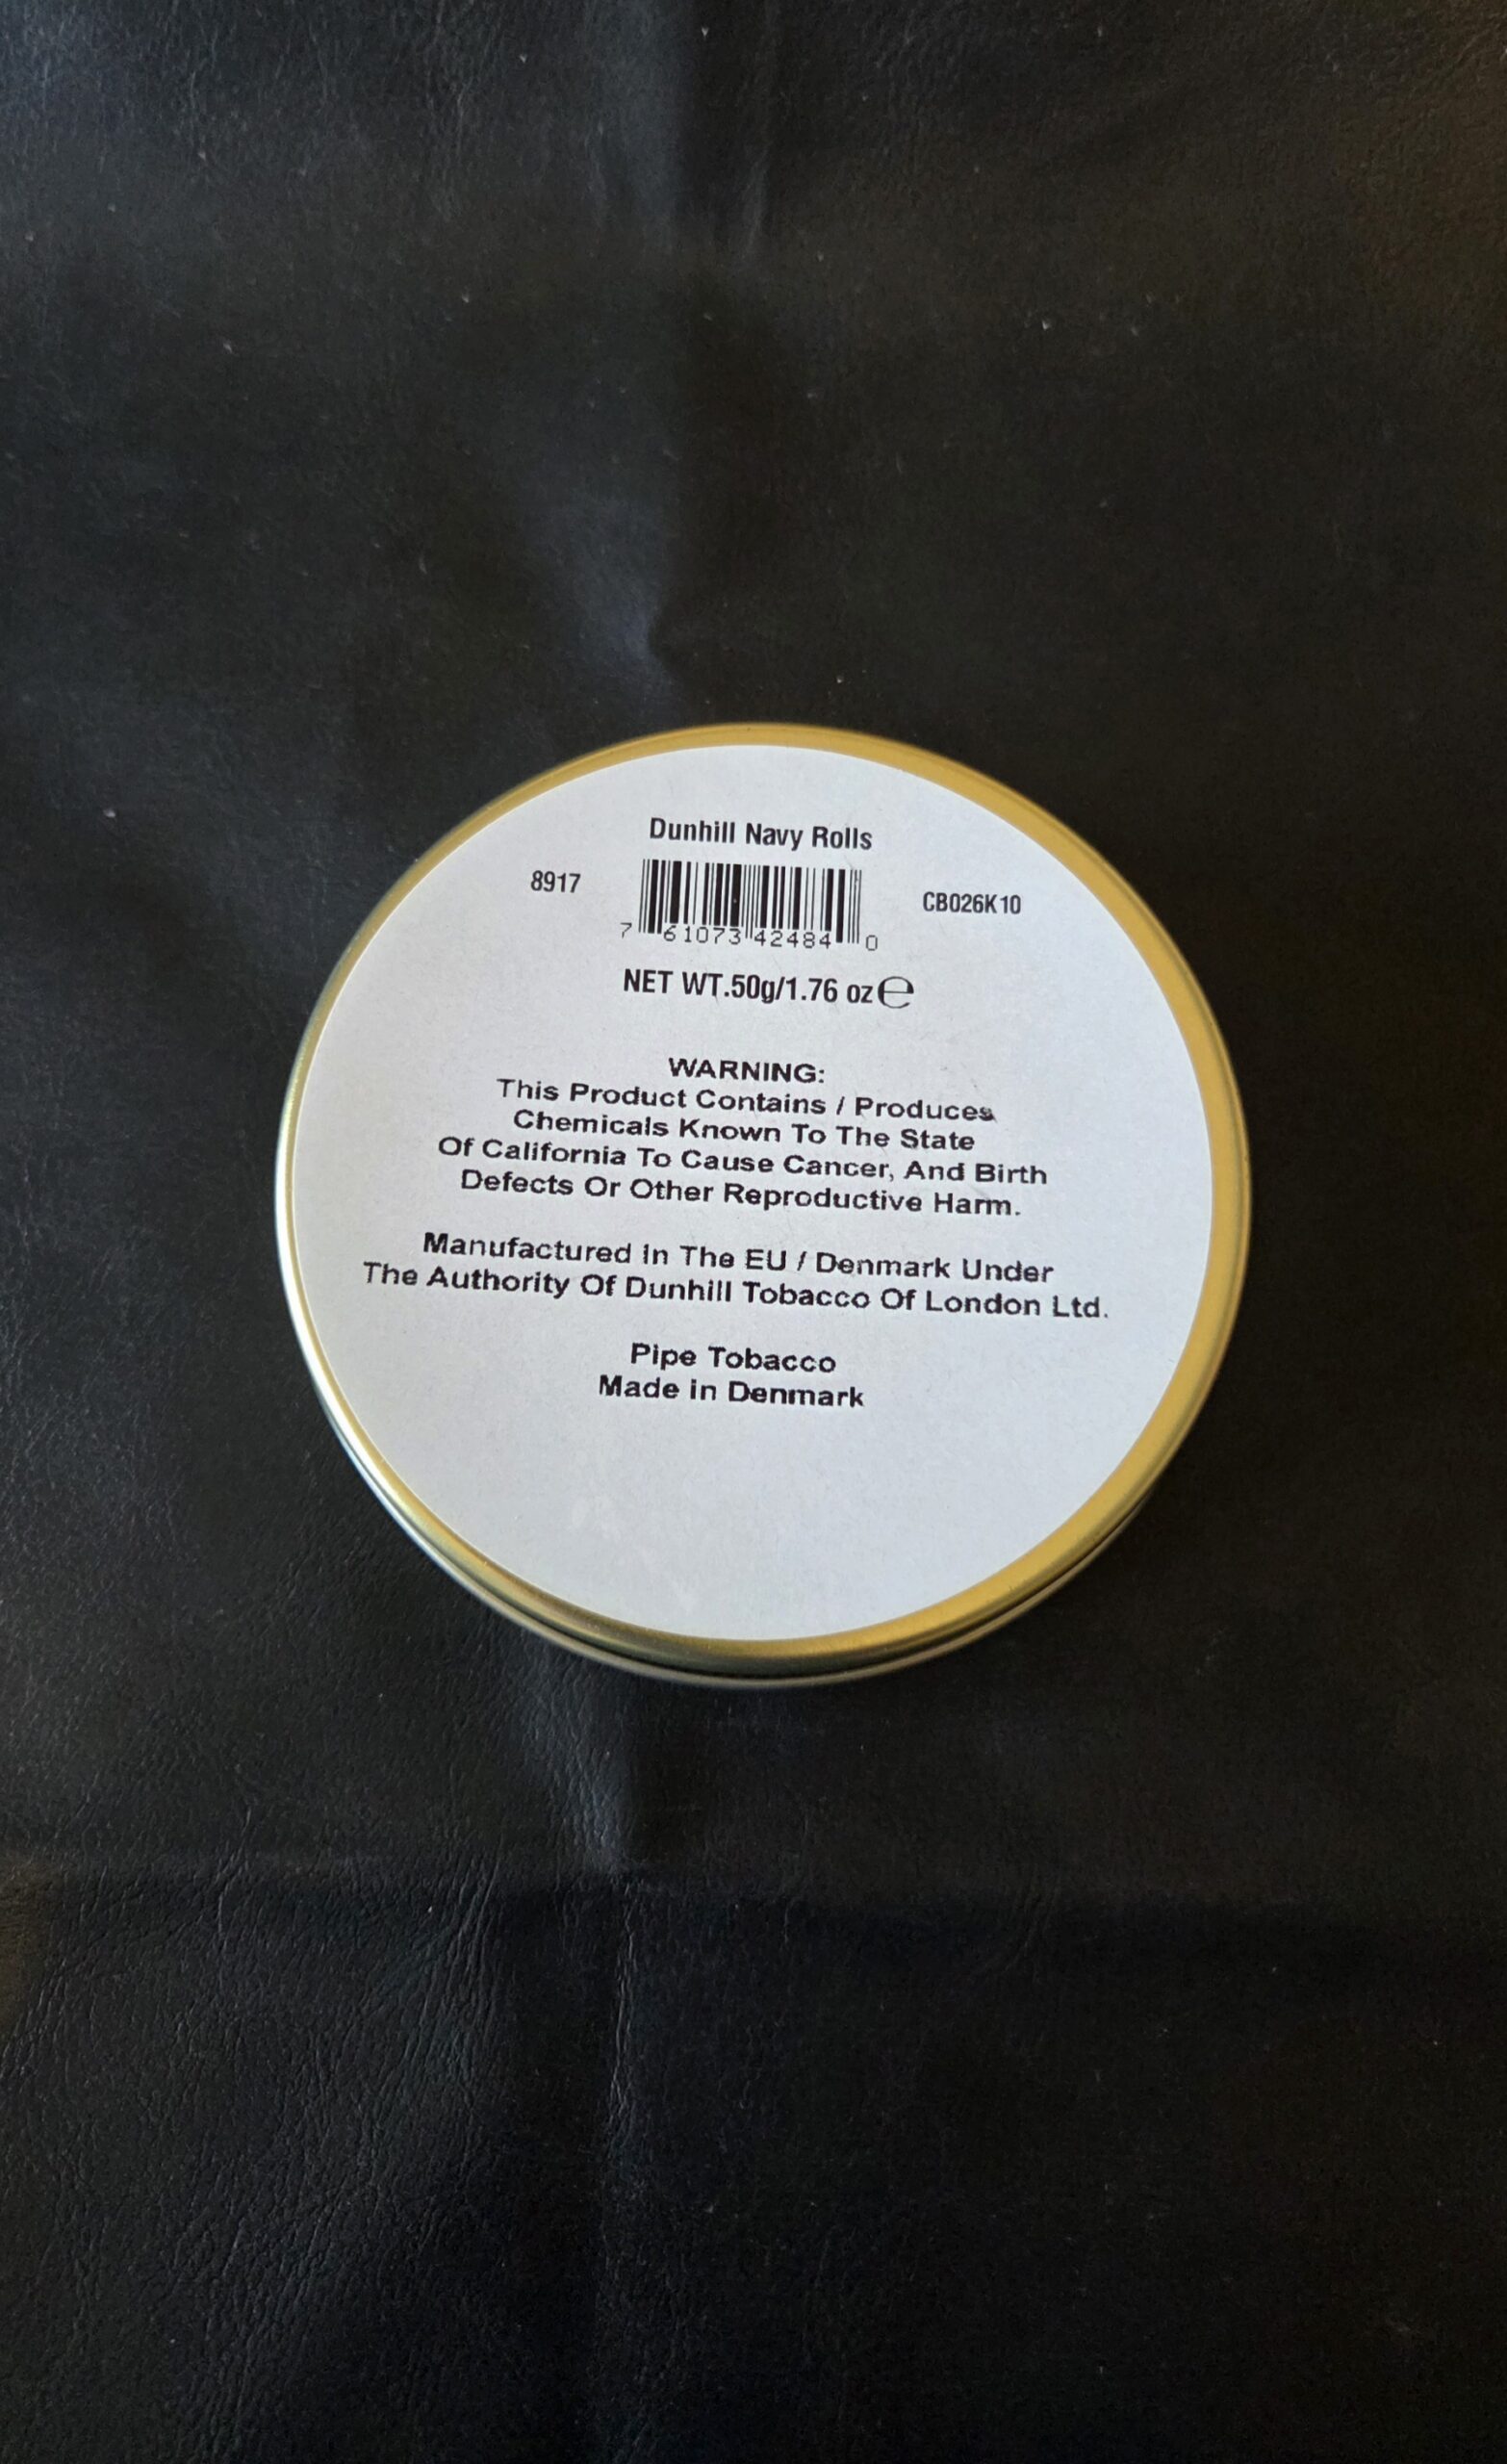 Dunhill Navy Rolls
8917
7 61073 42484 0
CB026K10
NET WT.50g/1.76 oz ℮
WARNING:
This Product Contains / Produces
Chemicals Known To The State
Of California To Cause Cancer, And Birth
Defects Or Other Reproductive Harm.
Manufactured In The EU / Denmark Under
The Authority Of Dunhill Tobacco Of London Ltd.
Pipe Tobacco
Made in Denmark